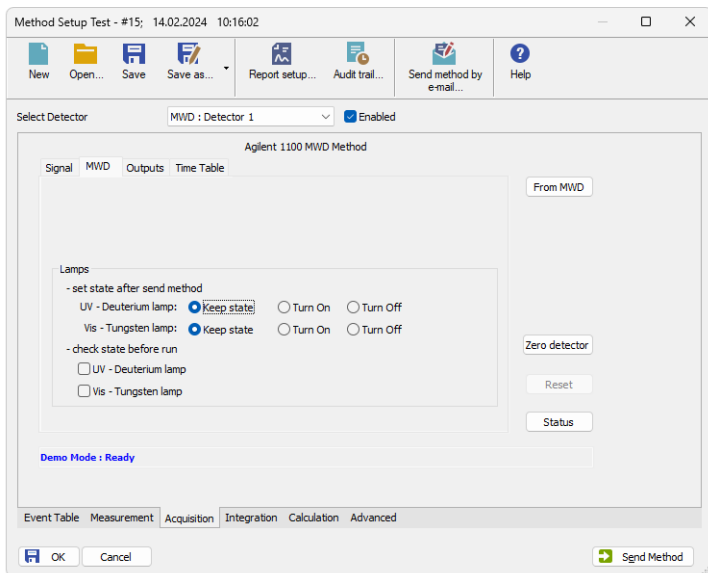 Method Setup Test - #15; 14.02.2024 10:16:02
New Open... Save Save as... Report setup... Audit trail... Send method by e-mail... Help
Select Detector MWD : Detector 1 Enabled
Agilent 1100 MWD Method
Signal MWD Outputs Time Table
From MWD
Lamps
- set state after send method
UV - Deuterium lamp: Keep state Turn On Turn Off
Vis - Tungsten lamp: Keep state Turn On Turn Off
- check state before run
Zero detector
UV - Deuterium lamp
Reset
Vis - Tungsten lamp
Status
Demo Mode : Ready
Event Table Measurement Acquisition Integration Calculation Advanced
OK Cancel Send Method